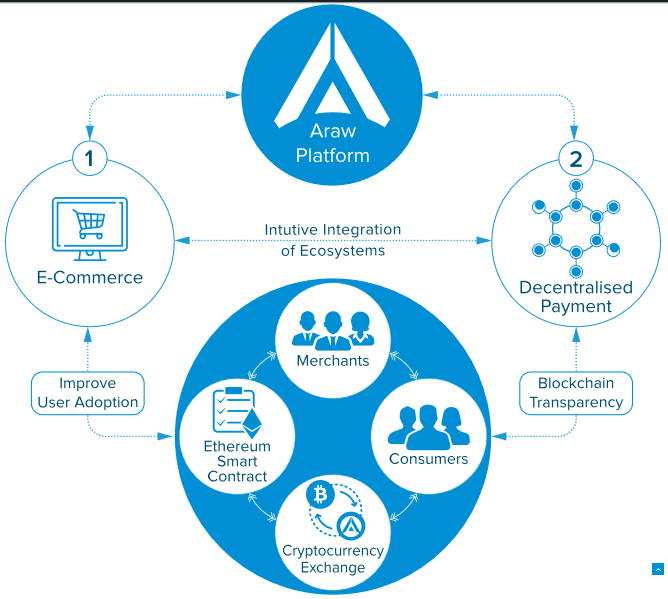 Araw
Platform
1
2
E-Commerce
Intutive Integration
of Ecosystems
Decentralised
Payment
Merchants
Improve
User Adoption
Blockchain
Transparency
Ethereum
Smart
Contract
Consumers
Cryptocurrency
Exchange